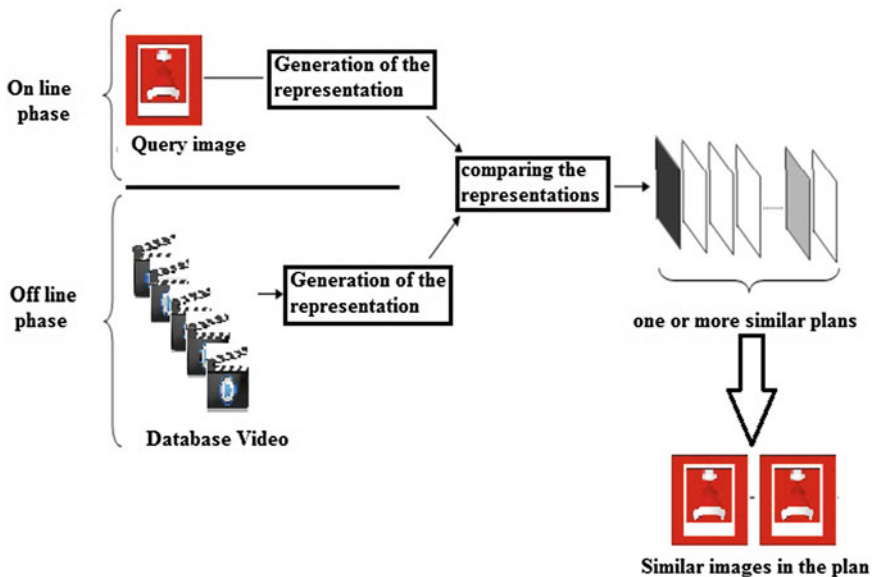 On line
phase
Generation of the
representation
Query image
comparing the
representations
Off line
phase
Generation of the
representation
Database Video
one or more similar plans
Similar images in the plan